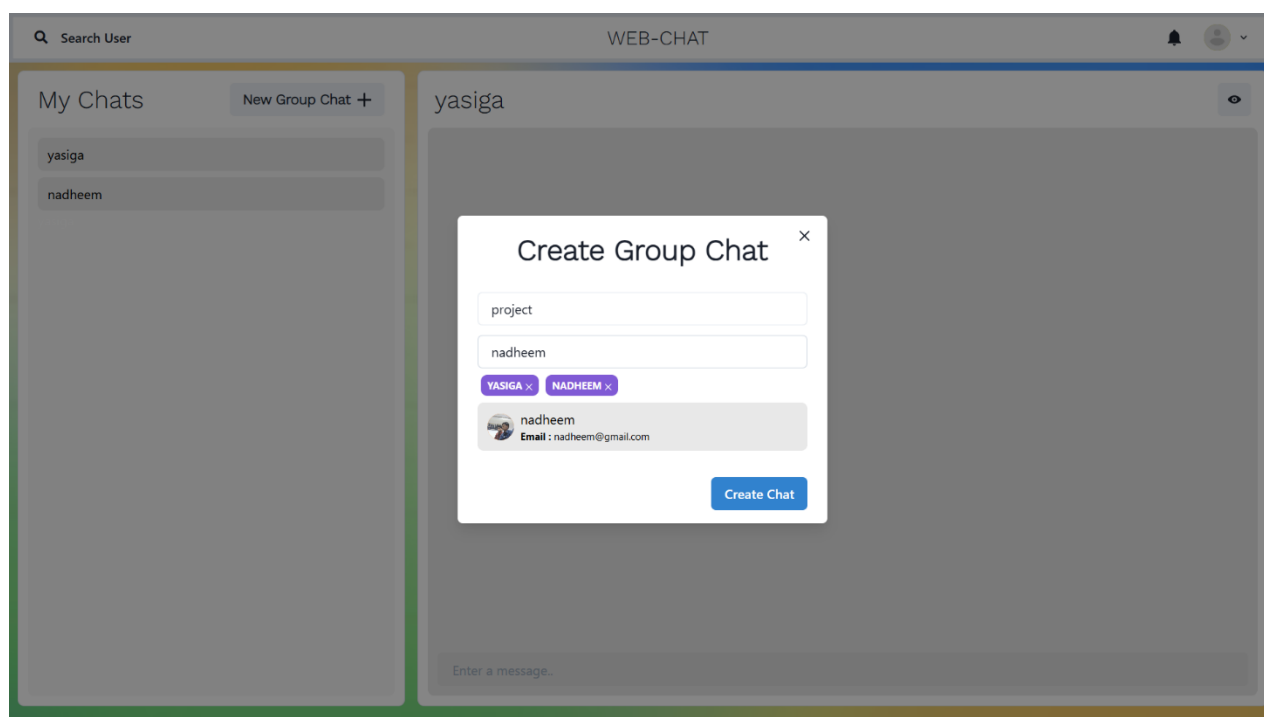 Search User
WEB-CHAT
My Chats
New Group Chat +
yasiga
yasiga
nadheem
Create Group Chat
project
nadheem
YASIGA ×
NADHEEM ×
nadheem
Email : nadheem@gmail.com
Create Chat
Enter a message..